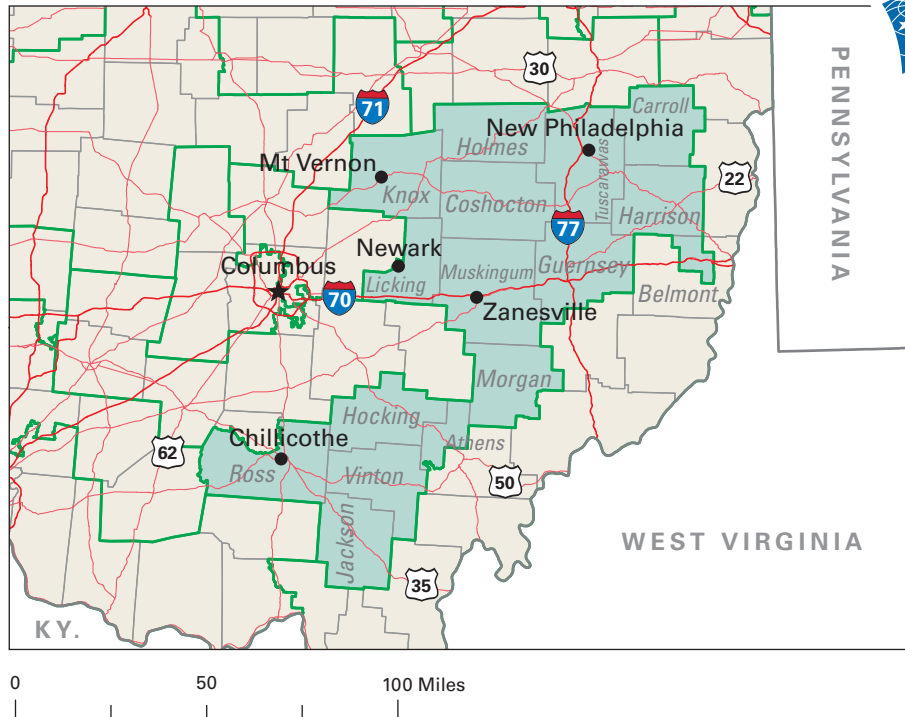 30
71
Carroll
New Philadelphia
Holmes
Mt Vernon
Knox
Tuscarawas
22
Coshocton
Harrison
77
PENNSYLVANIA
Newark
Columbus
Licking
Muskingum
Guernsey
70
Belmont
Zanesville
Morgan
Hocking
Chillicothe
Athens
62
Ross
Vinton
50
Jackson
WEST VIRGINIA
35
KY.
0 50 100 Miles